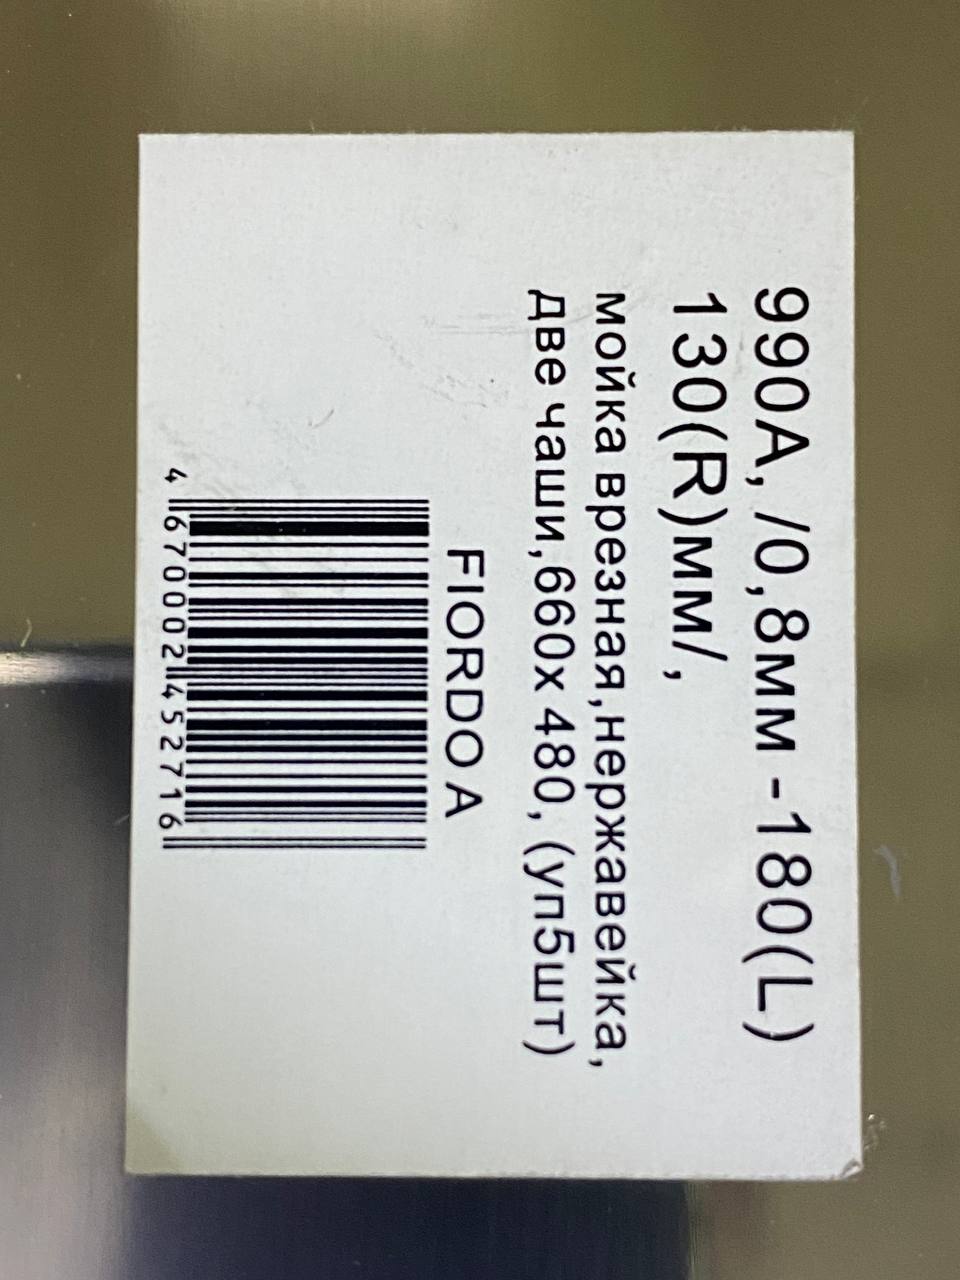 990A, /0,8мм -180(L)
130(R)мм/,
мойка врезная,нержавейка,
две чаши,660х 480, (уп5шт)
FIORDO A
4 670002 452716